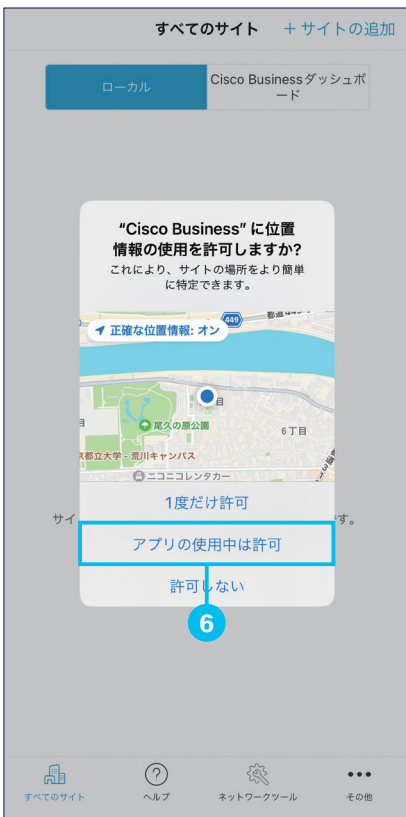 すべてのサイト
＋サイトの追加
ローカル
Cisco Businessダッシュボ
ード
“Cisco Business”に位置
情報の使用を許可しますか?
これにより、サイトの場所をより簡単
に特定できます。
正確な位置情報: オン
449
尾久の原公園
6丁目
京都立大学・荒川キャンパス
ニコニコレンタカー
1度だけ許可
サイ
す。
アプリの使用中は許可
許可しない
6
すべてのサイト
ヘルプ
ネットワークツール
その他